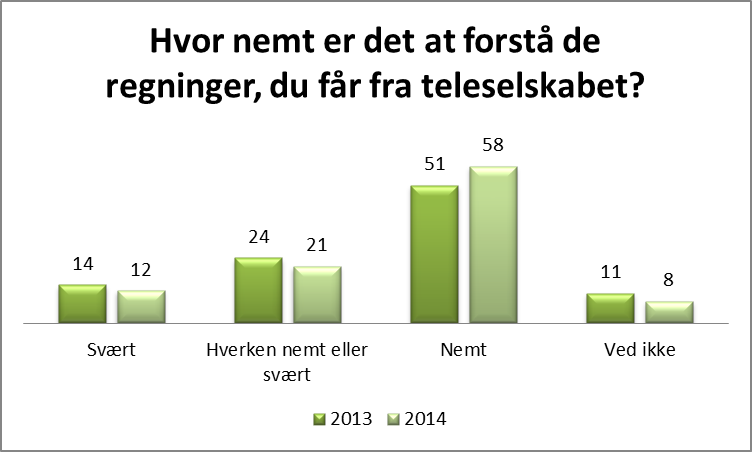 Hvor nemt er det at forstå de
regninger, du får fra teleselskabet?
14
12
24
21
51
58
11
8
Svært
Hverken nemt eller
svært
Nemt
Ved ikke
2013
2014